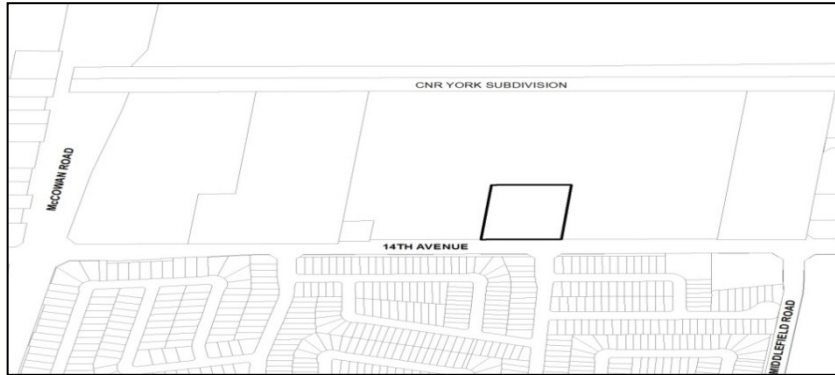 CNR YORK SUBDIVISION
McCOWAN ROAD
14TH AVENUE
MIDDLEFIELD ROAD